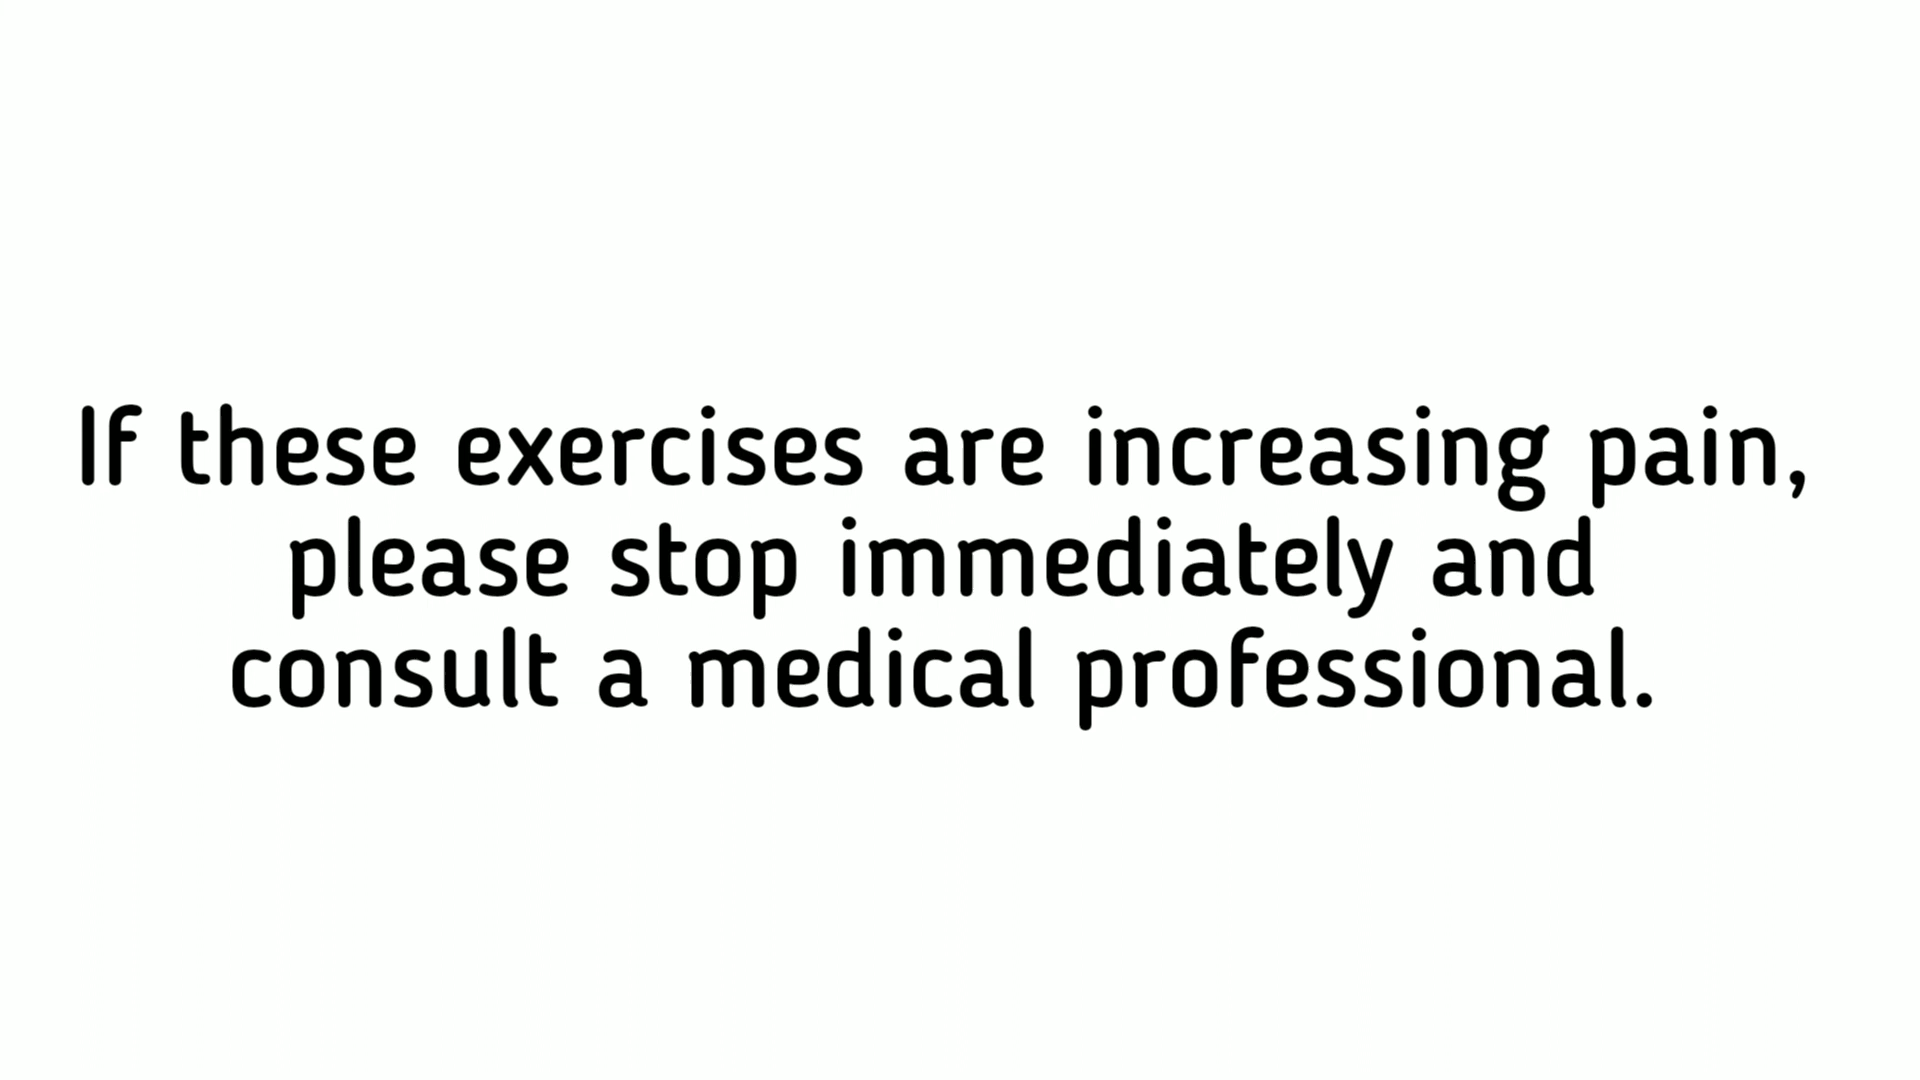 If these exercises are increasing pain,
please stop immediately and
consult a medical professional.